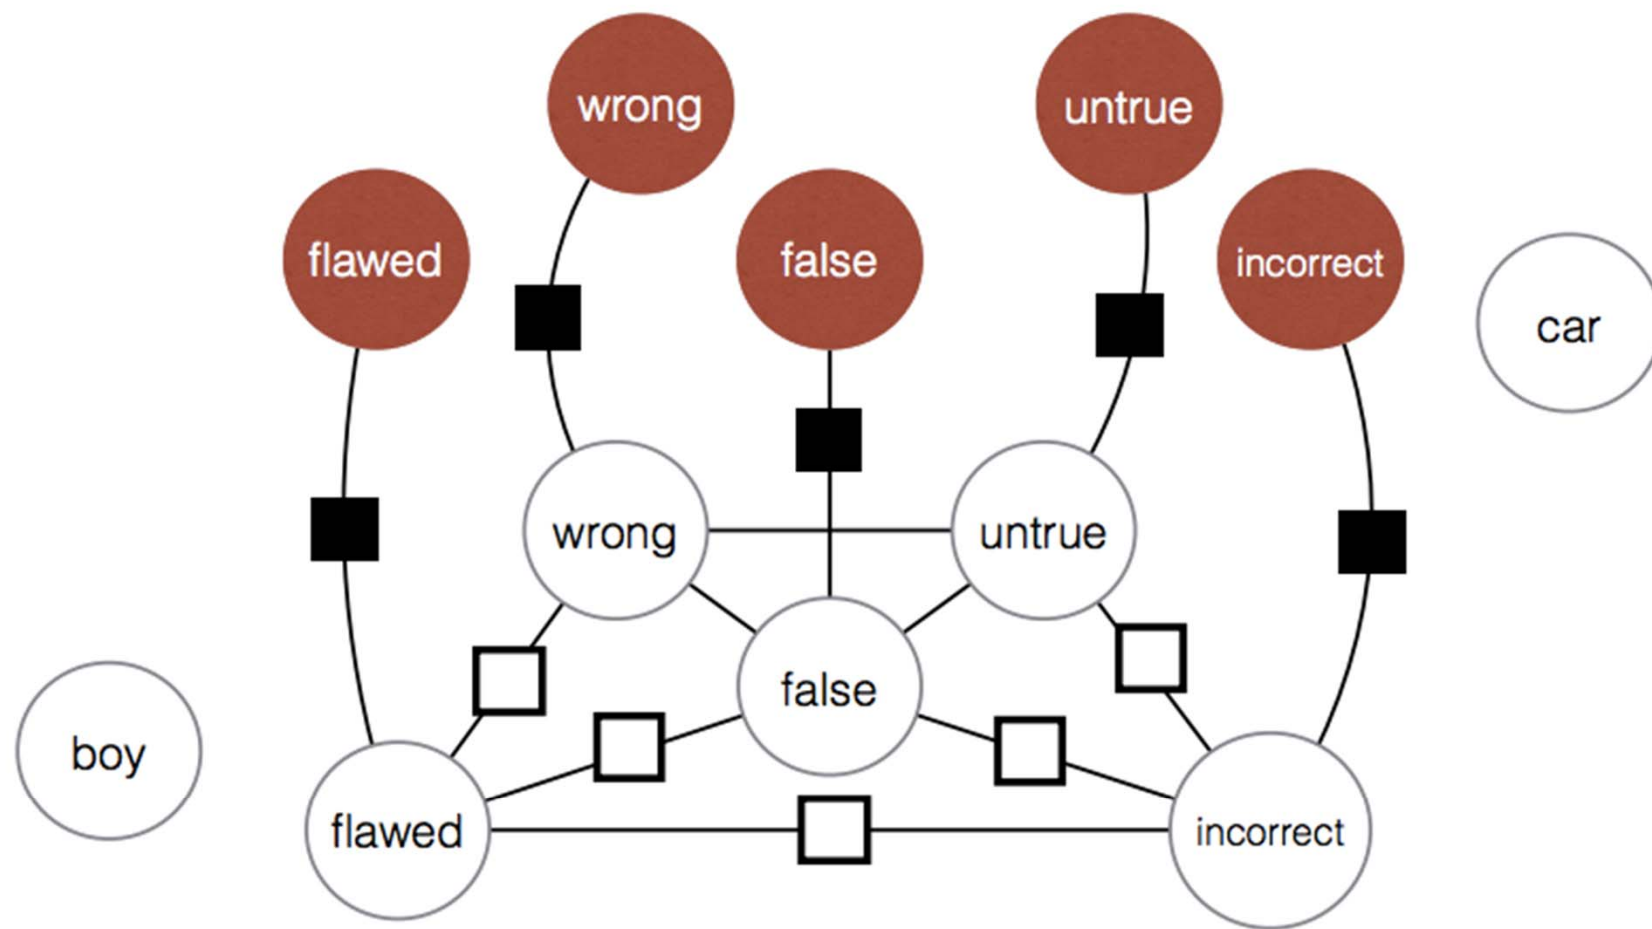 wrong
untrue
flawed
false
incorrect
car
wrong
untrue
false
boy
flawed
incorrect